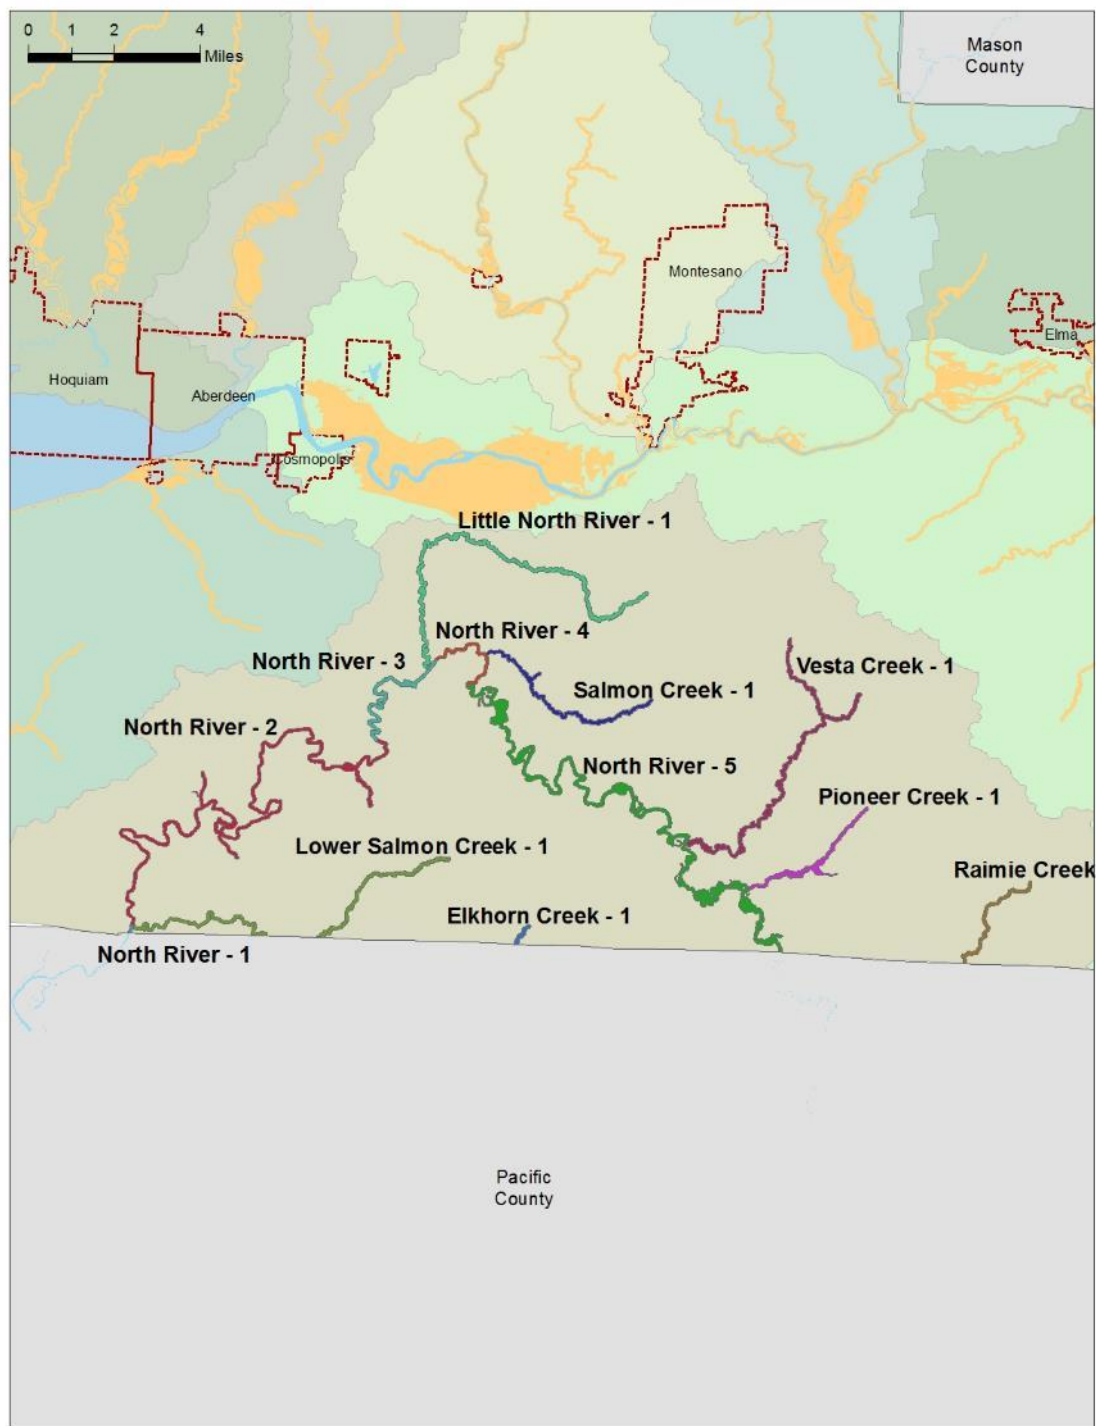 0 1 2 4
Miles
Mason
County
Montesano
Elma
Hoquiam
Aberdeen
Cosmopolis
Little North River - 1
North River - 4
North River - 3
Vesta Creek - 1
Salmon Creek - 1
North River - 2
North River - 5
Pioneer Creek - 1
Lower Salmon Creek - 1
Raimie Creek
Elkhorn Creek - 1
North River - 1
Pacific
County